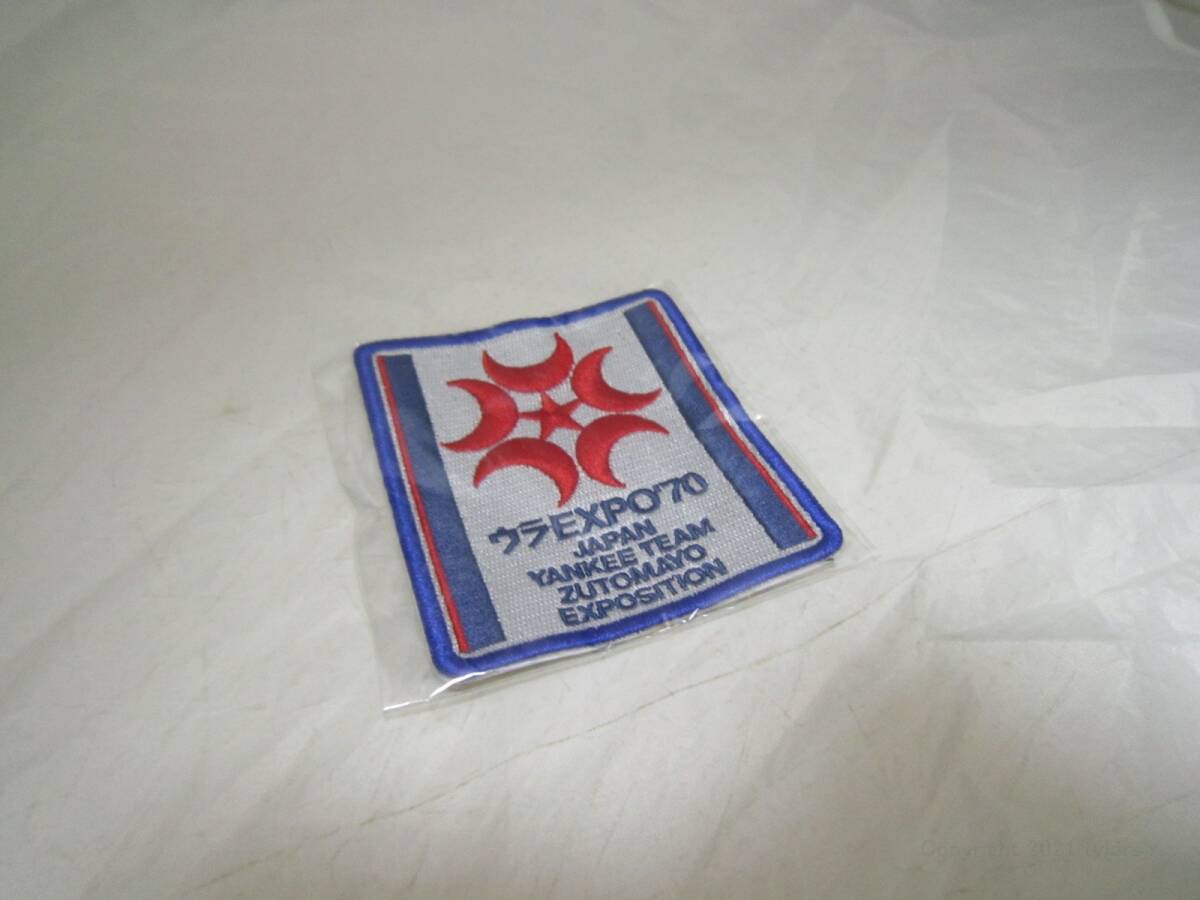 ウラEXPO'70
JAPAN
YANKEE TEAM
ZUTOMAYO
EXPOSITION